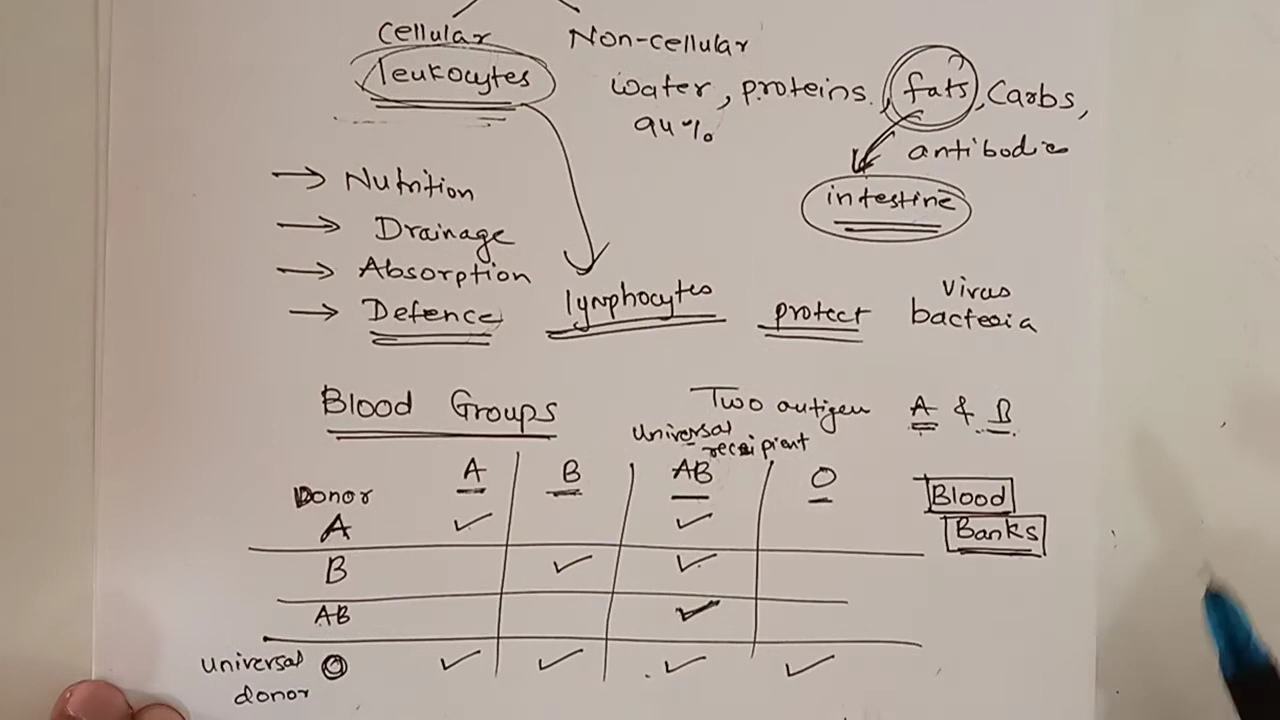 Cellular Non-cellular
leukocytes
water, proteins, fats, Carbs,
94%
antibodies
intestine
→ Nutrition
→ Drainage
→ Absorption
→ Defence lymphocytes protect virus
bacteria
Blood Groups Two antigen A & B
universal
recipient
Donor A B AB O
A ✓ ✓
B ✓ ✓
AB ✓
universal O ✓ ✓ ✓ ✓
donor
Blood
Banks